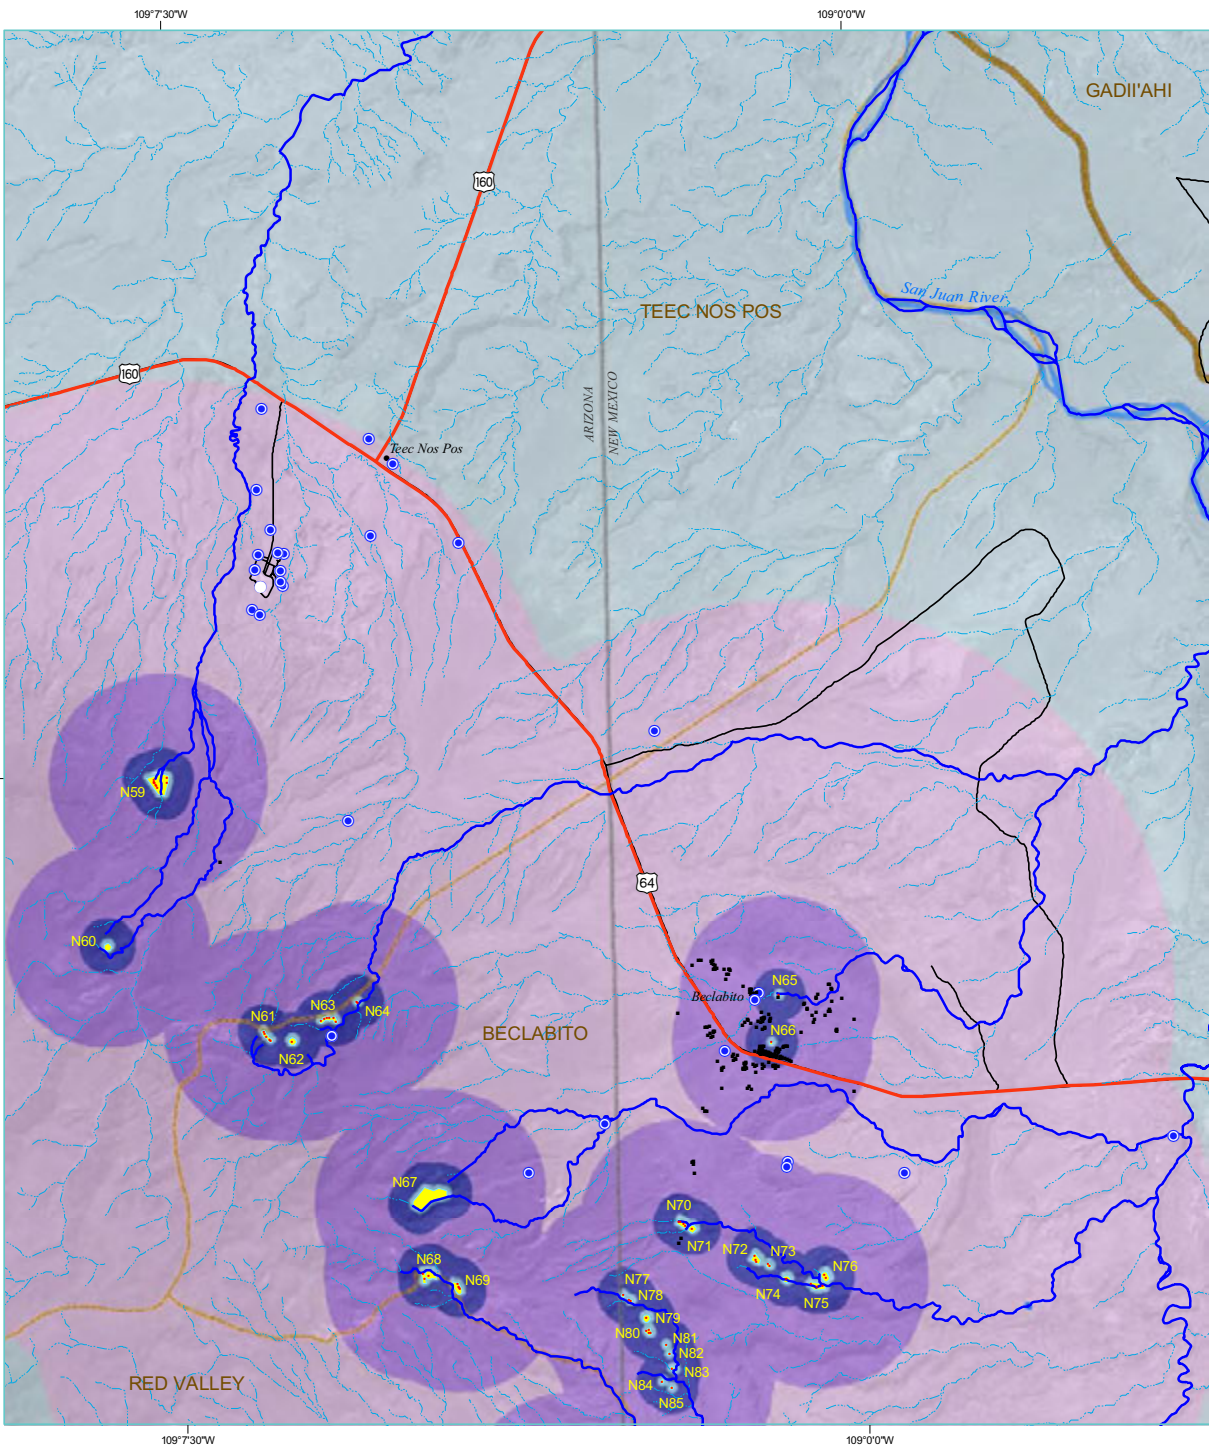 109°7'30"W
109°0'0"W
GADII'AHI
160
San Juan River
TEEC NOS POS
160
ARIZONA
NEW MEXICO
Teec Nos Pos
N59
64
N60
N65
Beclabito
N63
N64
N61
N66
N62
BECLABITO
N67
N70
N71
N72
N73
N68
N76
N69
N77
N74
N78
N75
N79
N80
N81
N82
N83
N84
RED VALLEY
N85
109°7'30"W
109°0'0"W